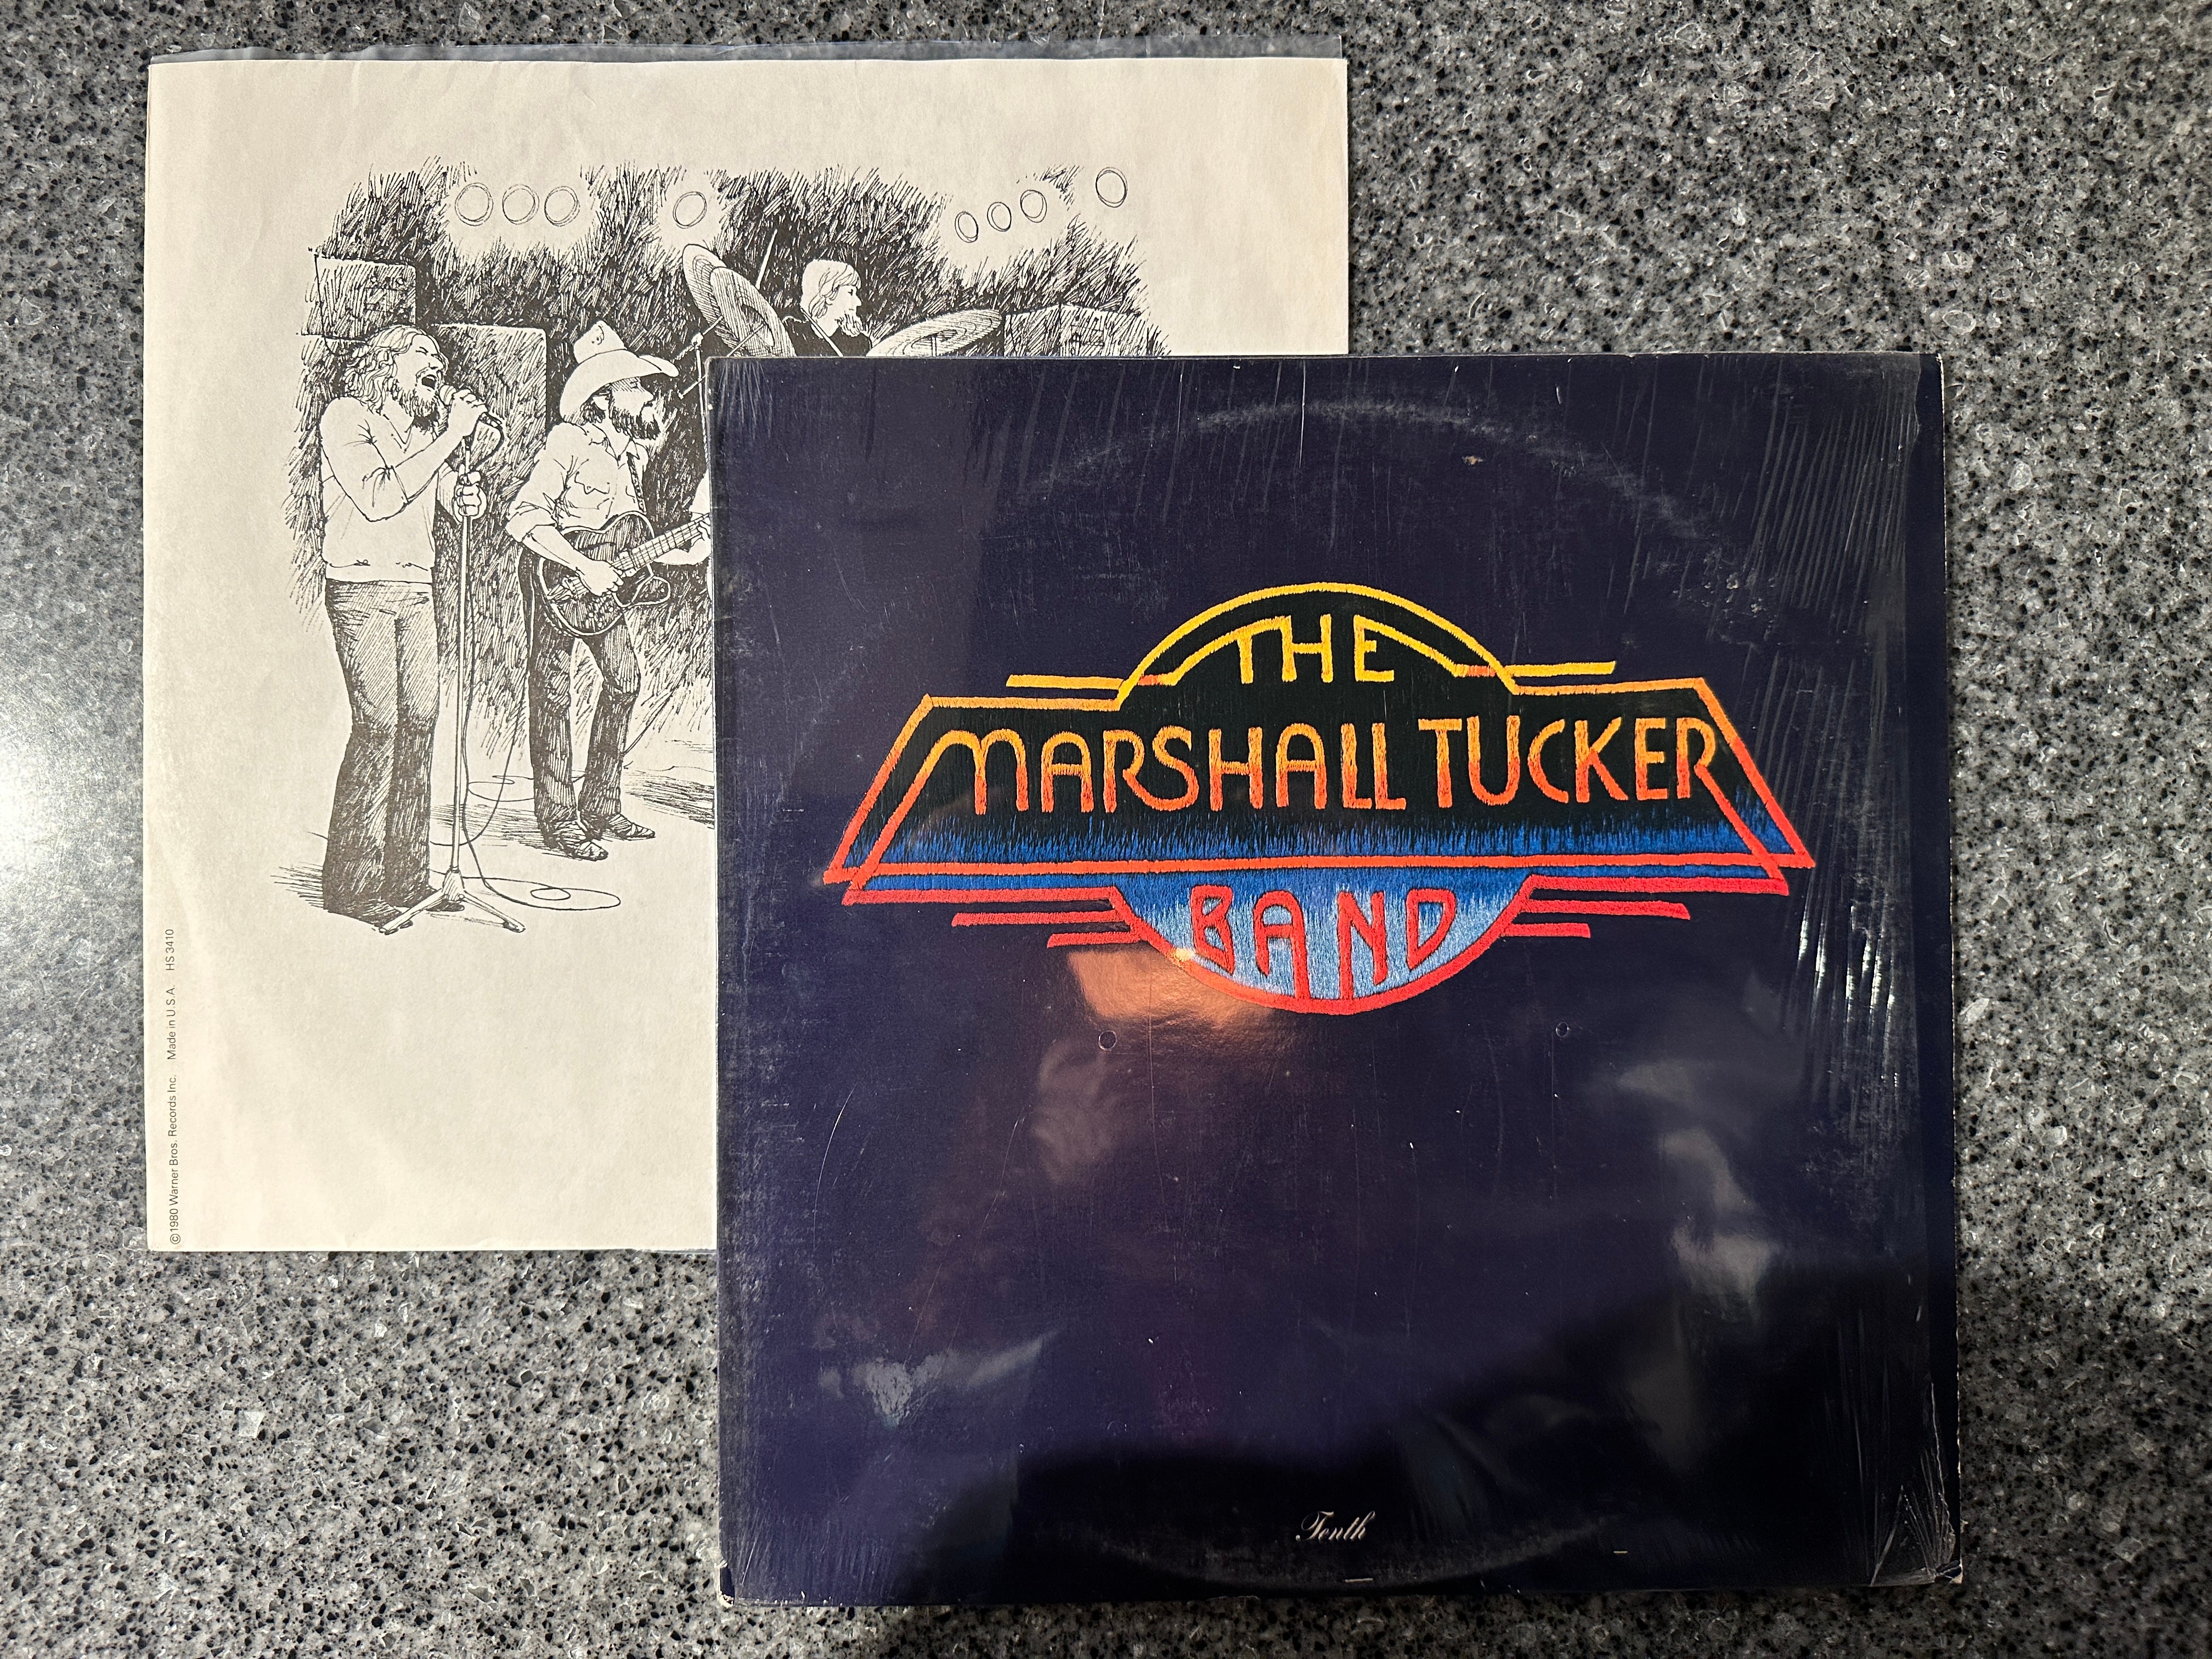 © 1980 Warner Bros. Records Inc. Made in U.S.A. HS 3410
THE
MARSHALL TUCKER
BAND
Tenth